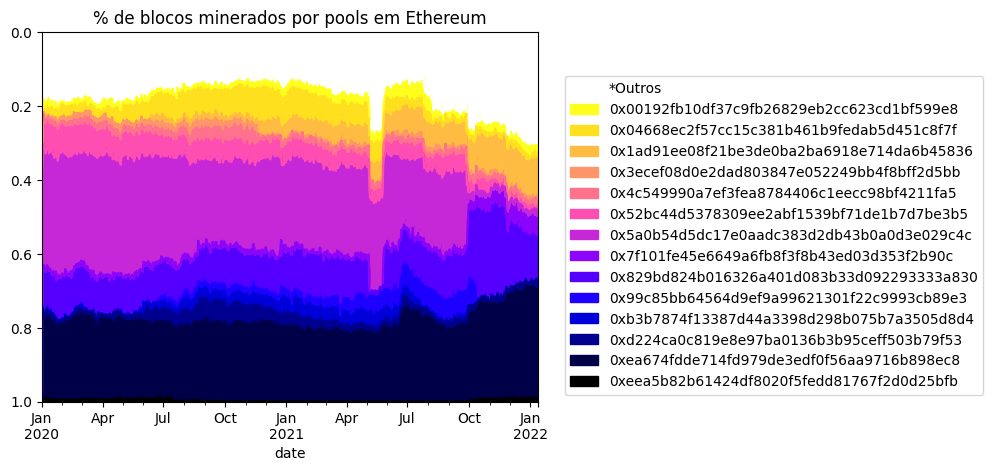 % de blocos minerados por pools em Ethereum
0.0
0.2
0.4
0.6
0.8
1.0
Jan
2020
Apr
Jul
Oct
Jan
2021
Apr
Jul
Oct
Jan
2022
date
*Outros
0x00192fb10df37c9fb26829eb2cc623cd1bf599e8
0x04668ec2f57cc15c381b461b9fedab5d451c8f7f
0x1ad91ee08f21be3de0ba2ba6918e714da6b45836
0x3ecef08d0e2dad803847e052249bb4f8bff2d5bb
0x4c549990a7ef3fea8784406c1eecc98bf4211fa5
0x52bc44d5378309ee2abf1539bf71de1b7d7be3b5
0x5a0b54d5dc17e0aadc383d2db43b0a0d3e029c4c
0x7f101fe45e6649a6fb8f3f8b43ed03d353f2b90c
0x829bd824b016326a401d083b33d092293333a830
0x99c85bb64564d9ef9a99621301f22c9993cb89e3
0xb3b7874f13387d44a3398d298b075b7a3505d8d4
0xd224ca0c819e8e97ba0136b3b95ceff503b79f53
0xea674fdde714fd979de3edf0f56aa9716b898ec8
0xeea5b82b61424df8020f5fedd81767f2d0d25bfb